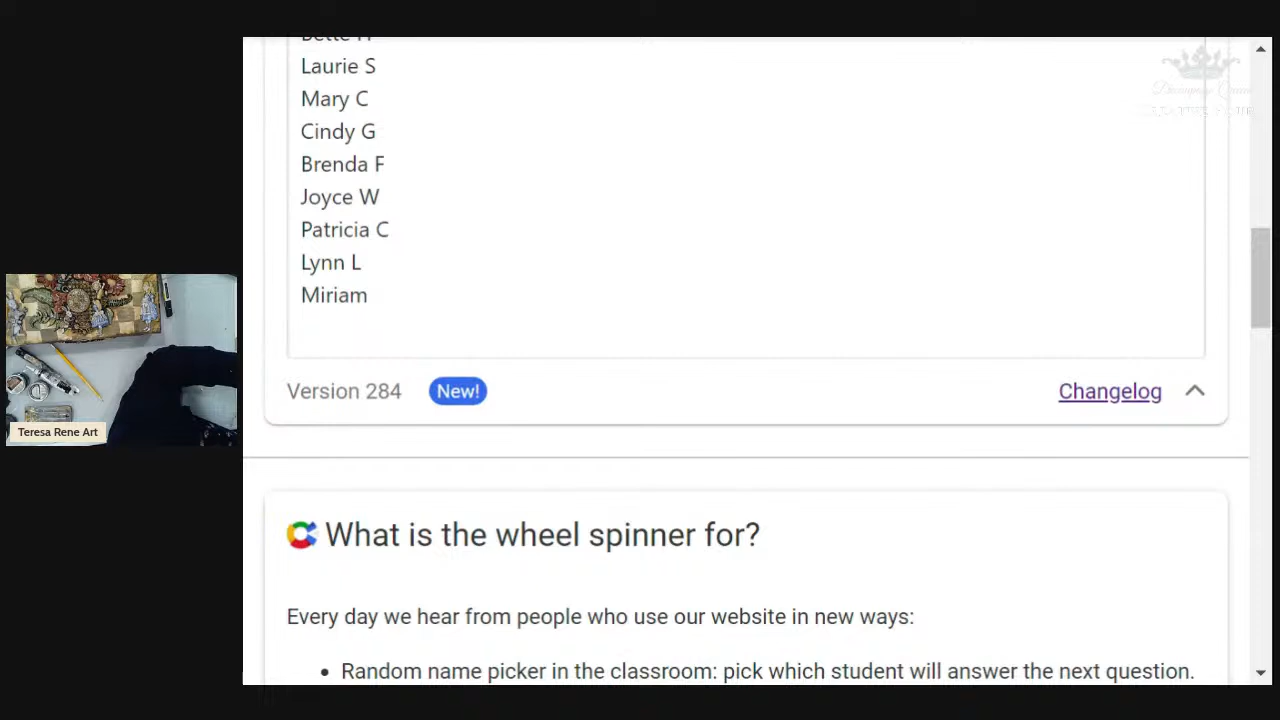 Bette H
Laurie S
Mary C
Cindy G
Brenda F
Joyce W
Patricia C
Lynn L
Miriam
Version 284 New! Changelog
Teresa Rene Art
What is the wheel spinner for?
Every day we hear from people who use our website in new ways:
• Random name picker in the classroom: pick which student will answer the next question.